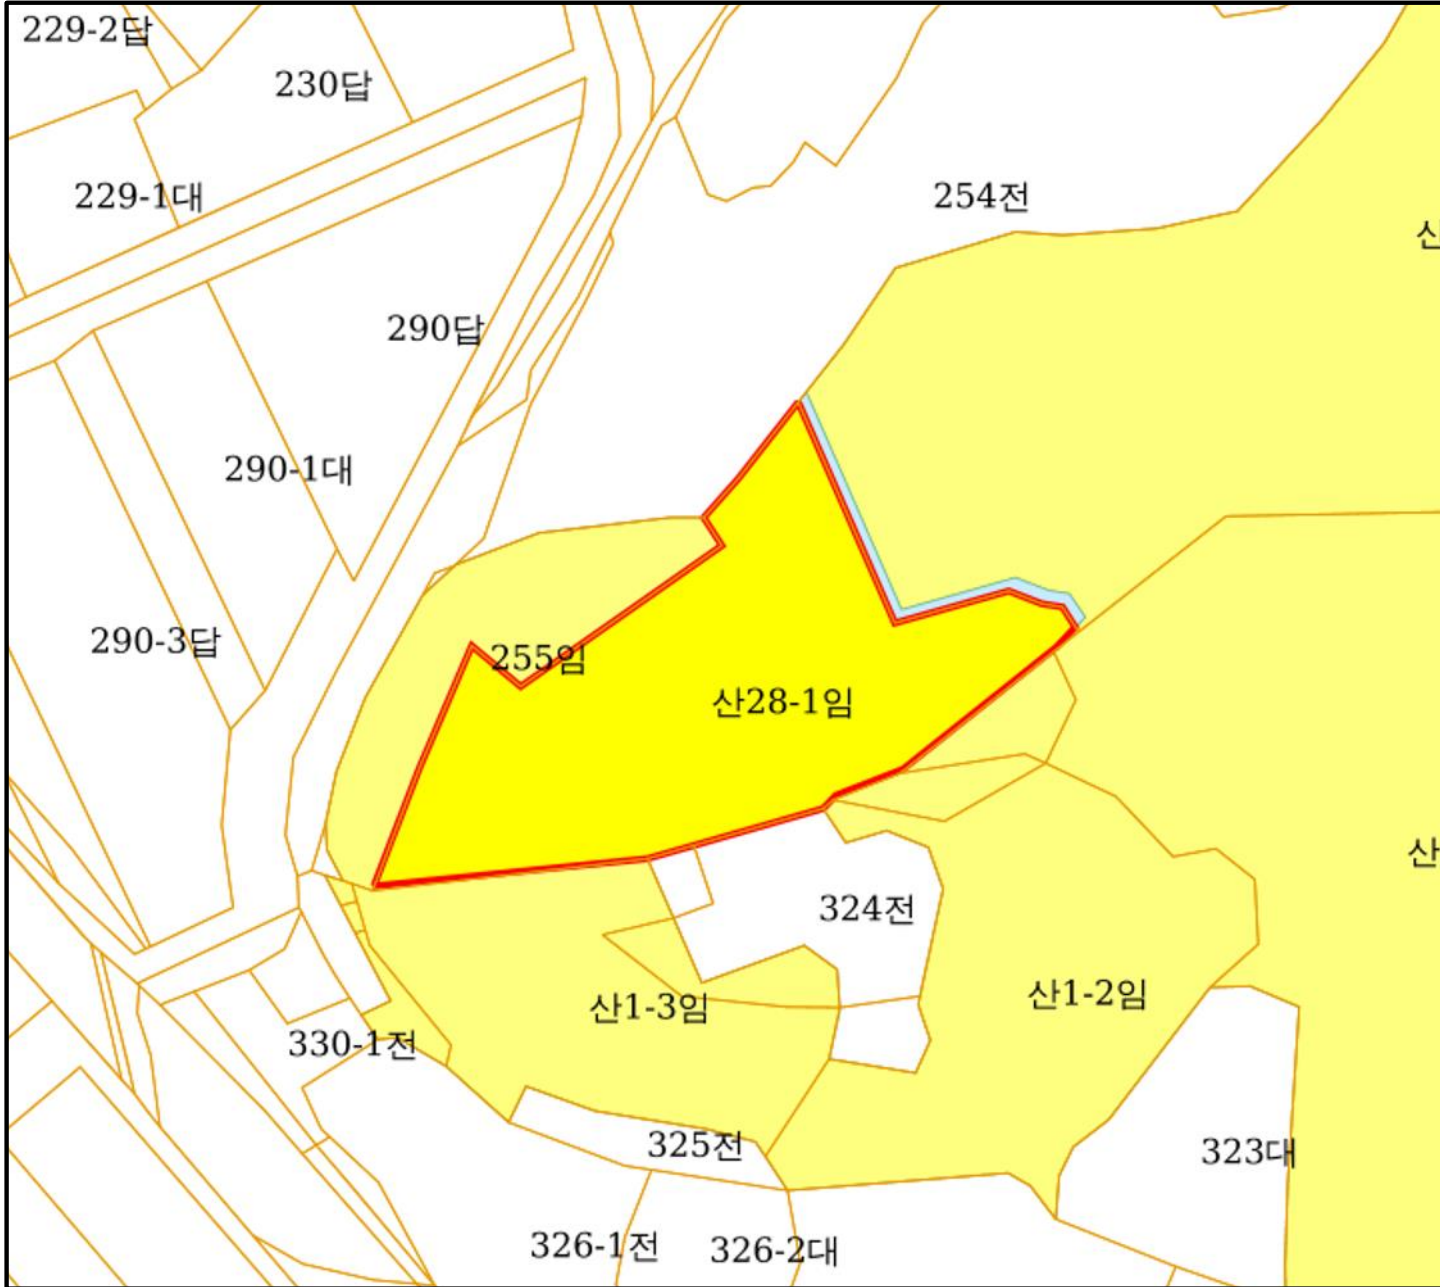 229-2답
230답
229-1대
254전
산
290답
290-1대
290-3답
255임
산28-1임
산
324전
산1-3임
산1-2임
330-1전
325전
323대
326-1전
326-2대